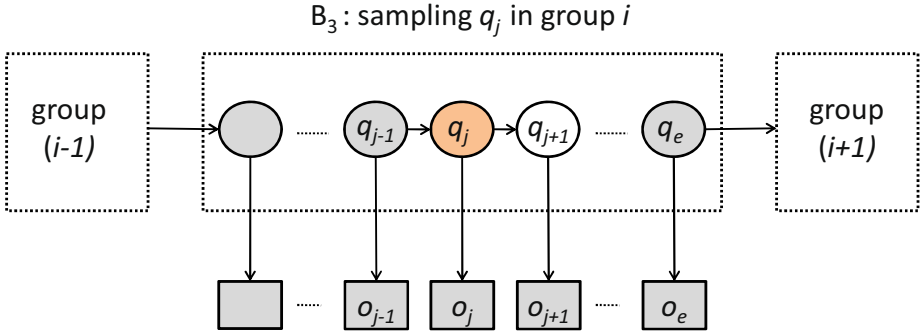 B₃ : sampling qⱼ in group i
group
(i-1)
qⱼ₋₁
qⱼ
qⱼ₊₁
qₑ
group
(i+1)
......
......
oⱼ₋₁
oⱼ
oⱼ₊₁
oₑ
......
......